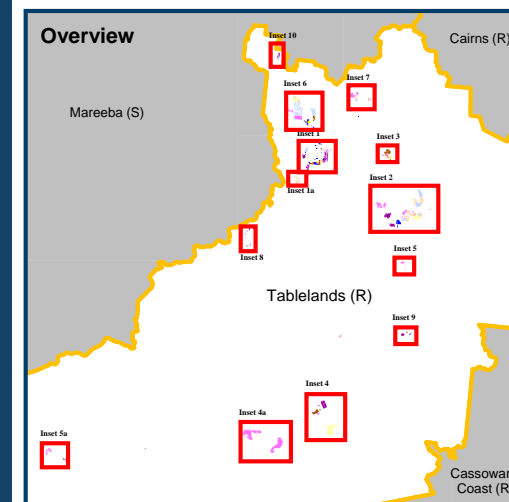 Overview
Inset 10
Cairns (R)
Inset 6
Inset 7
Mareeba (S)
Inset 1
Inset 3
Inset 1a
Inset 2
Inset 8
Inset 5
Tablelands (R)
Inset 9
Inset 4
Inset 4a
Inset 5a
Cassowar
Coast (R